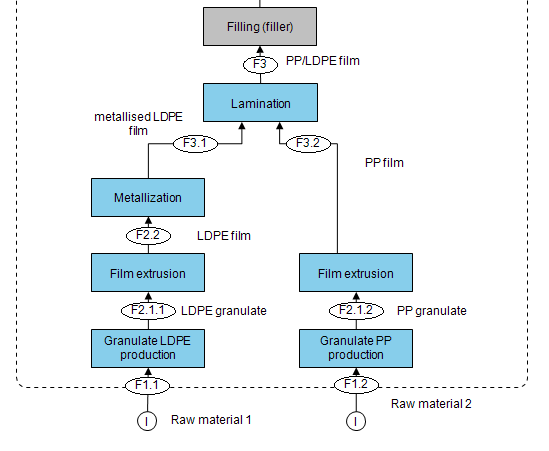 Filling (filler)
F3
PP/LDPE film
Lamination
metallised LDPE
film
F3.1
F3.2
PP film
Metallization
F2.2
LDPE film
Film extrusion
Film extrusion
F2.1.1
LDPE granulate
F2.1.2
PP granulate
Granulate LDPE
production
Granulate PP
production
F1.1
F1.2
I
Raw material 1
I
Raw material 2